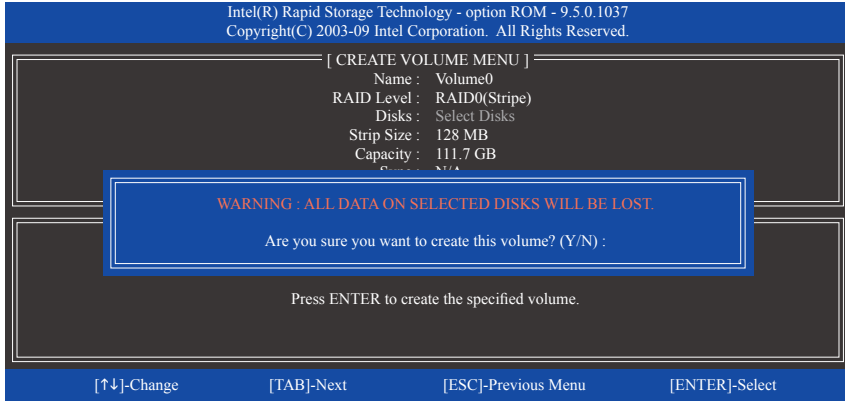 Intel(R) Rapid Storage Technology - option ROM - 9.5.0.1037
Copyright(C) 2003-09 Intel Corporation. All Rights Reserved.
[ CREATE VOLUME MENU ]
Name : Volume0
RAID Level : RAID0(Stripe)
Disks : Select Disks
Strip Size : 128 MB
Capacity : 111.7 GB
WARNING : ALL DATA ON SELECTED DISKS WILL BE LOST.
Are you sure you want to create this volume? (Y/N) :
Press ENTER to create the specified volume.
[↑↓]-Change [TAB]-Next [ESC]-Previous Menu [ENTER]-Select